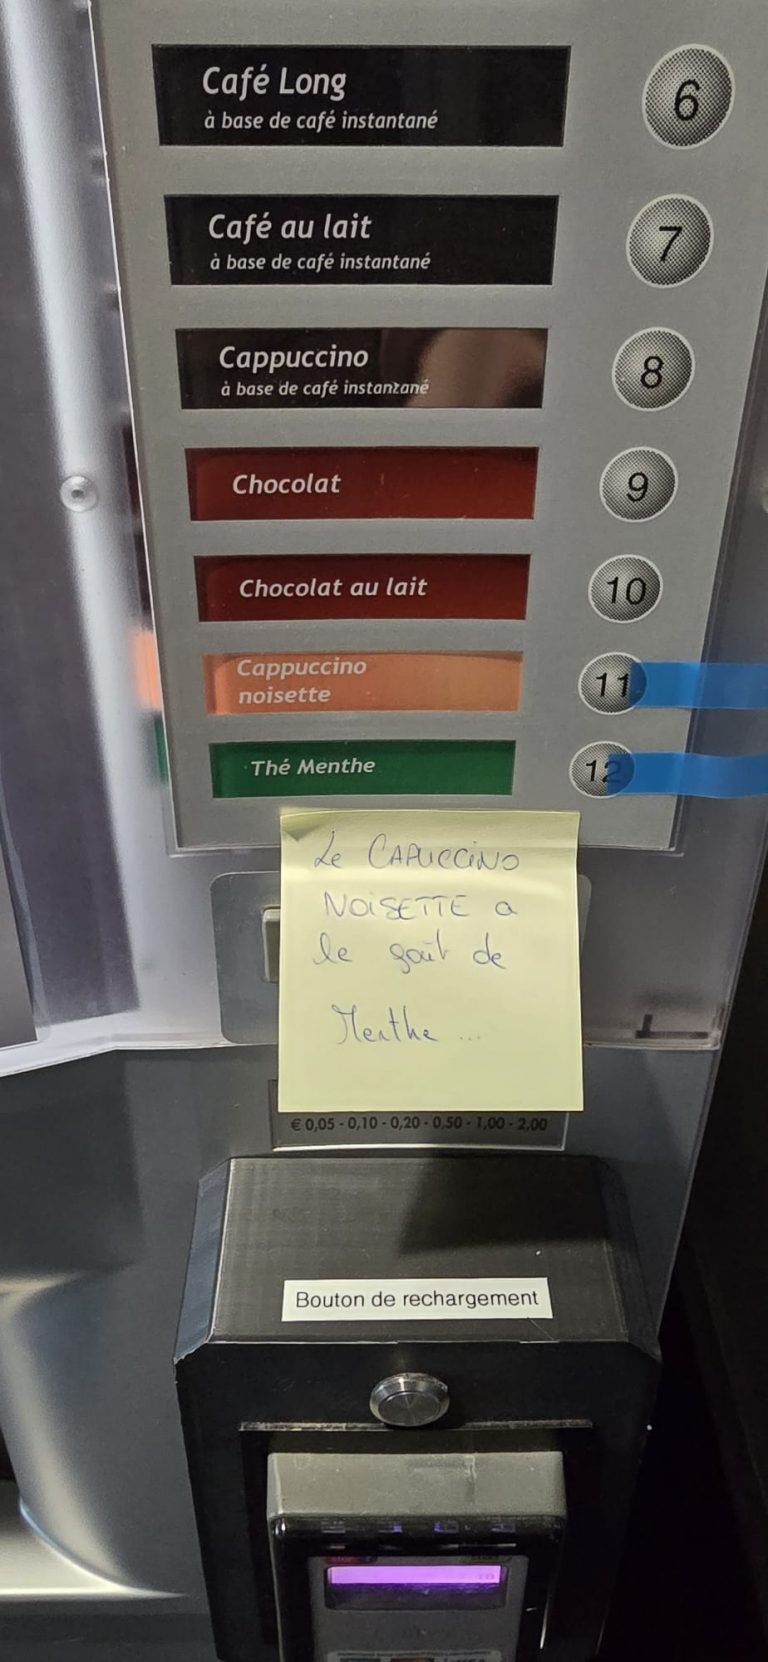 Café Long
à base de café instantané
6
Café au lait
à base de café instantané
7
Cappuccino
à base de café instantané
8
Chocolat
9
Chocolat au lait
10
Cappuccino
noisette
11
Thé Menthe
12
Le CAPUCCINO
NOISETTE a
le goût de
Menthe ...
€ 0,05 - 0,10 - 0,20 - 0,50 - 1,00 - 2,00
Bouton de rechargement